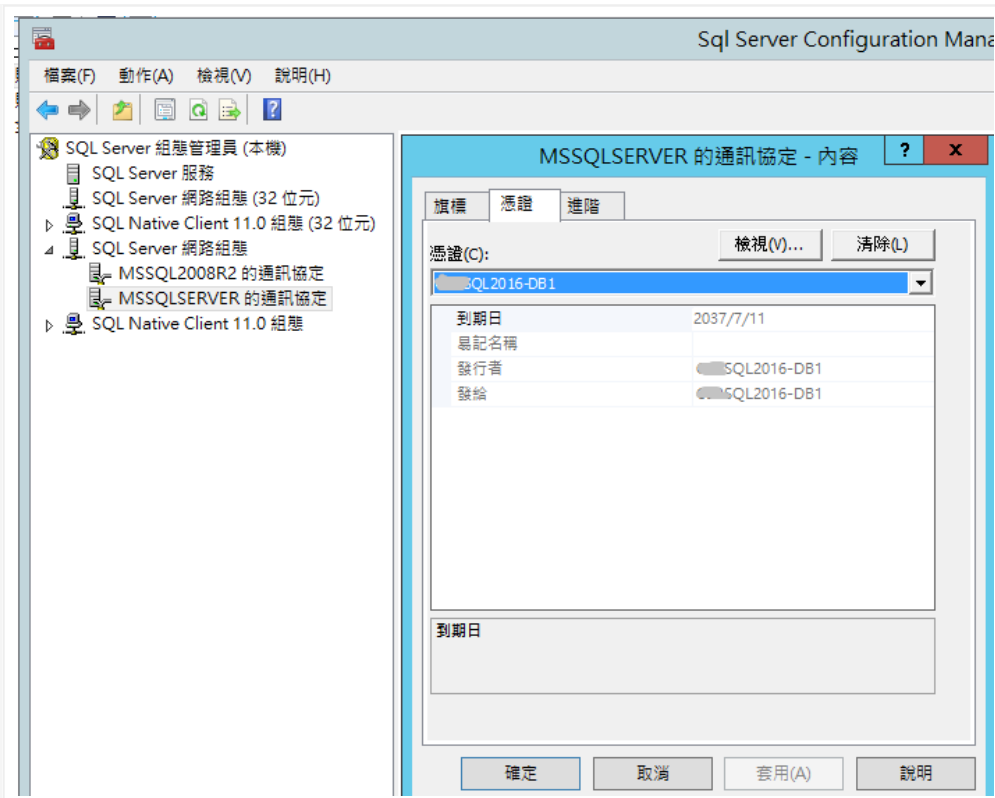 Sql Server Configuration Mana
檔案(F) 動作(A) 檢視(V) 說明(H)
SQL Server 組態管理員 (本機)
SQL Server 服務
SQL Server 網路組態 (32 位元)
SQL Native Client 11.0 組態 (32 位元)
SQL Server 網路組態
MSSQL2008R2 的通訊協定
MSSQLSERVER 的通訊協定
SQL Native Client 11.0 組態
MSSQLSERVER 的通訊協定 - 內容 ? x
旗標 憑證 進階
憑證(C): 檢視(V)... 清除(L)
SQL2016-DB1
到期日 2037/7/11
易記名稱
發行者 SQL2016-DB1
發給 SQL2016-DB1
到期日
確定 取消 套用(A) 說明